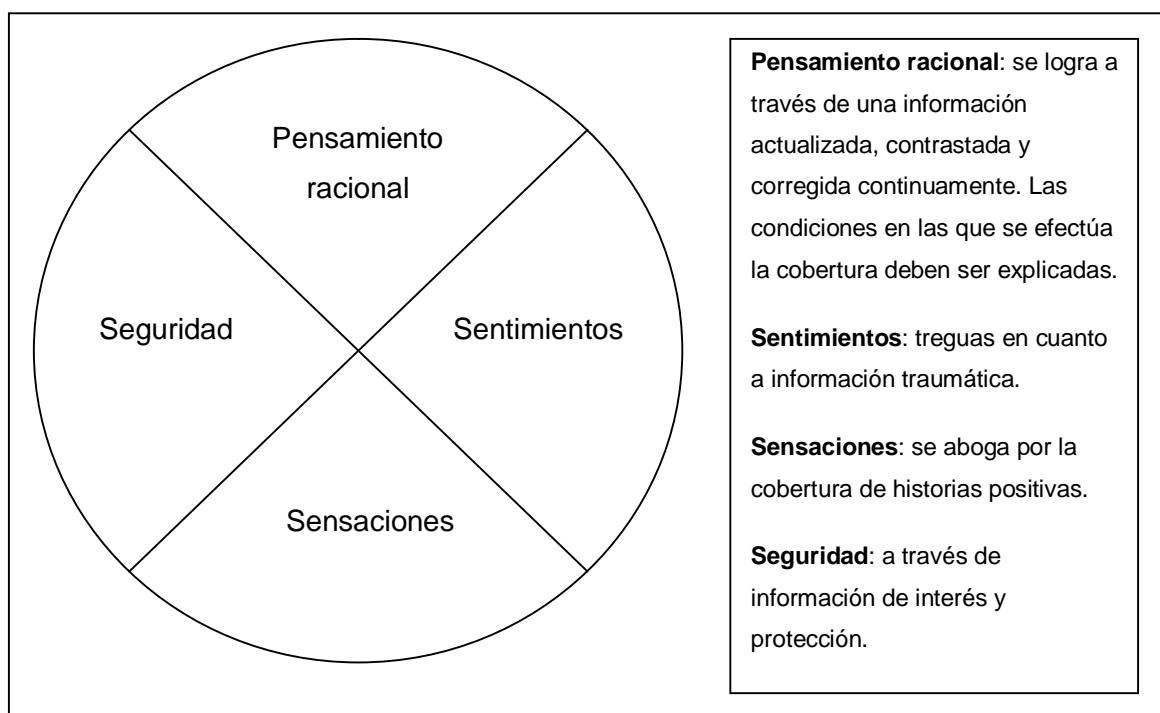 Pensamiento
racional
Seguridad
Sentimientos
Sensaciones
Pensamiento racional: se logra a
través de una información
actualizada, contrastada y
corregida continuamente. Las
condiciones en las que se efectúa
la cobertura deben ser explicadas.
Sentimientos: treguas en cuanto
a información traumática.
Sensaciones: se aboga por la
cobertura de historias positivas.
Seguridad: a través de
información de interés y
protección.